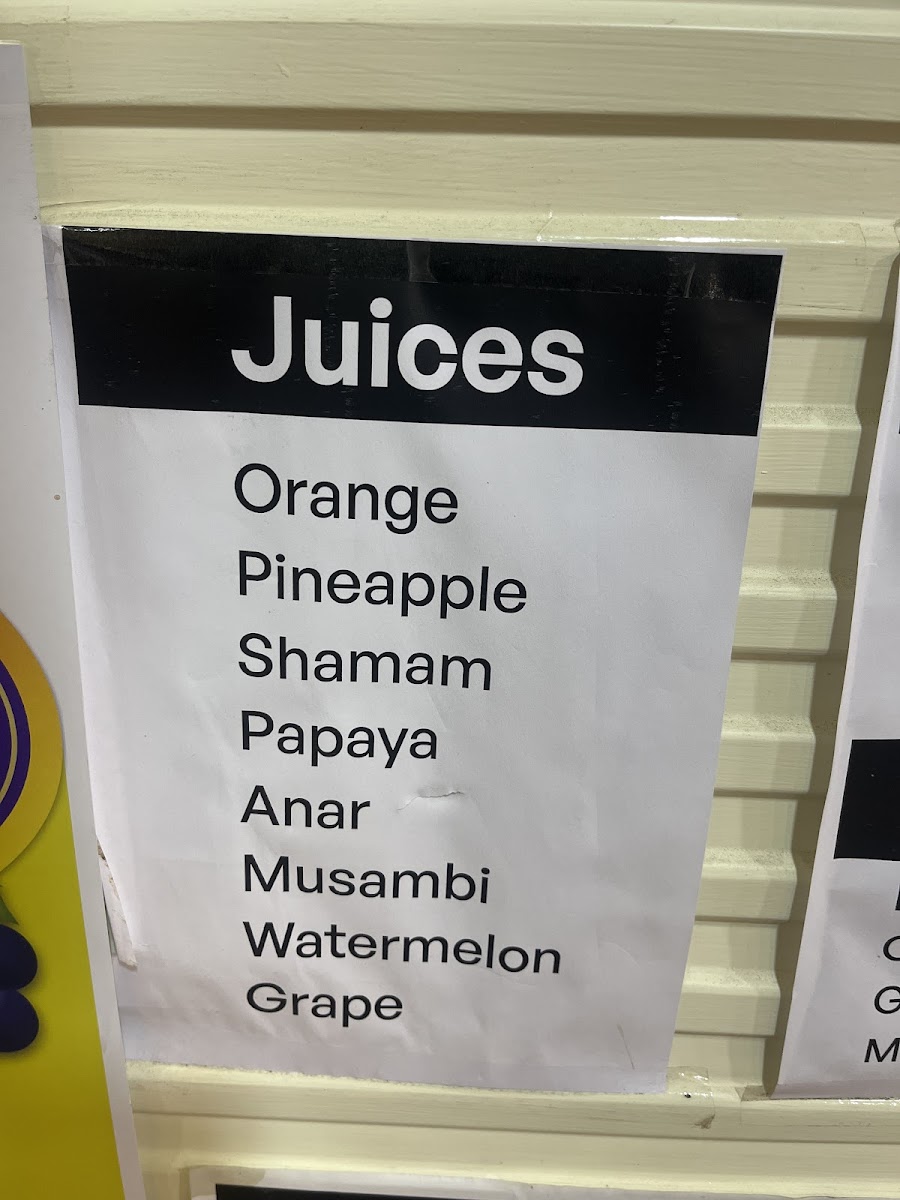 Juices
Orange
Pineapple
Shamam
Papaya
Anar
Musambi
Watermelon
Grape
G
M